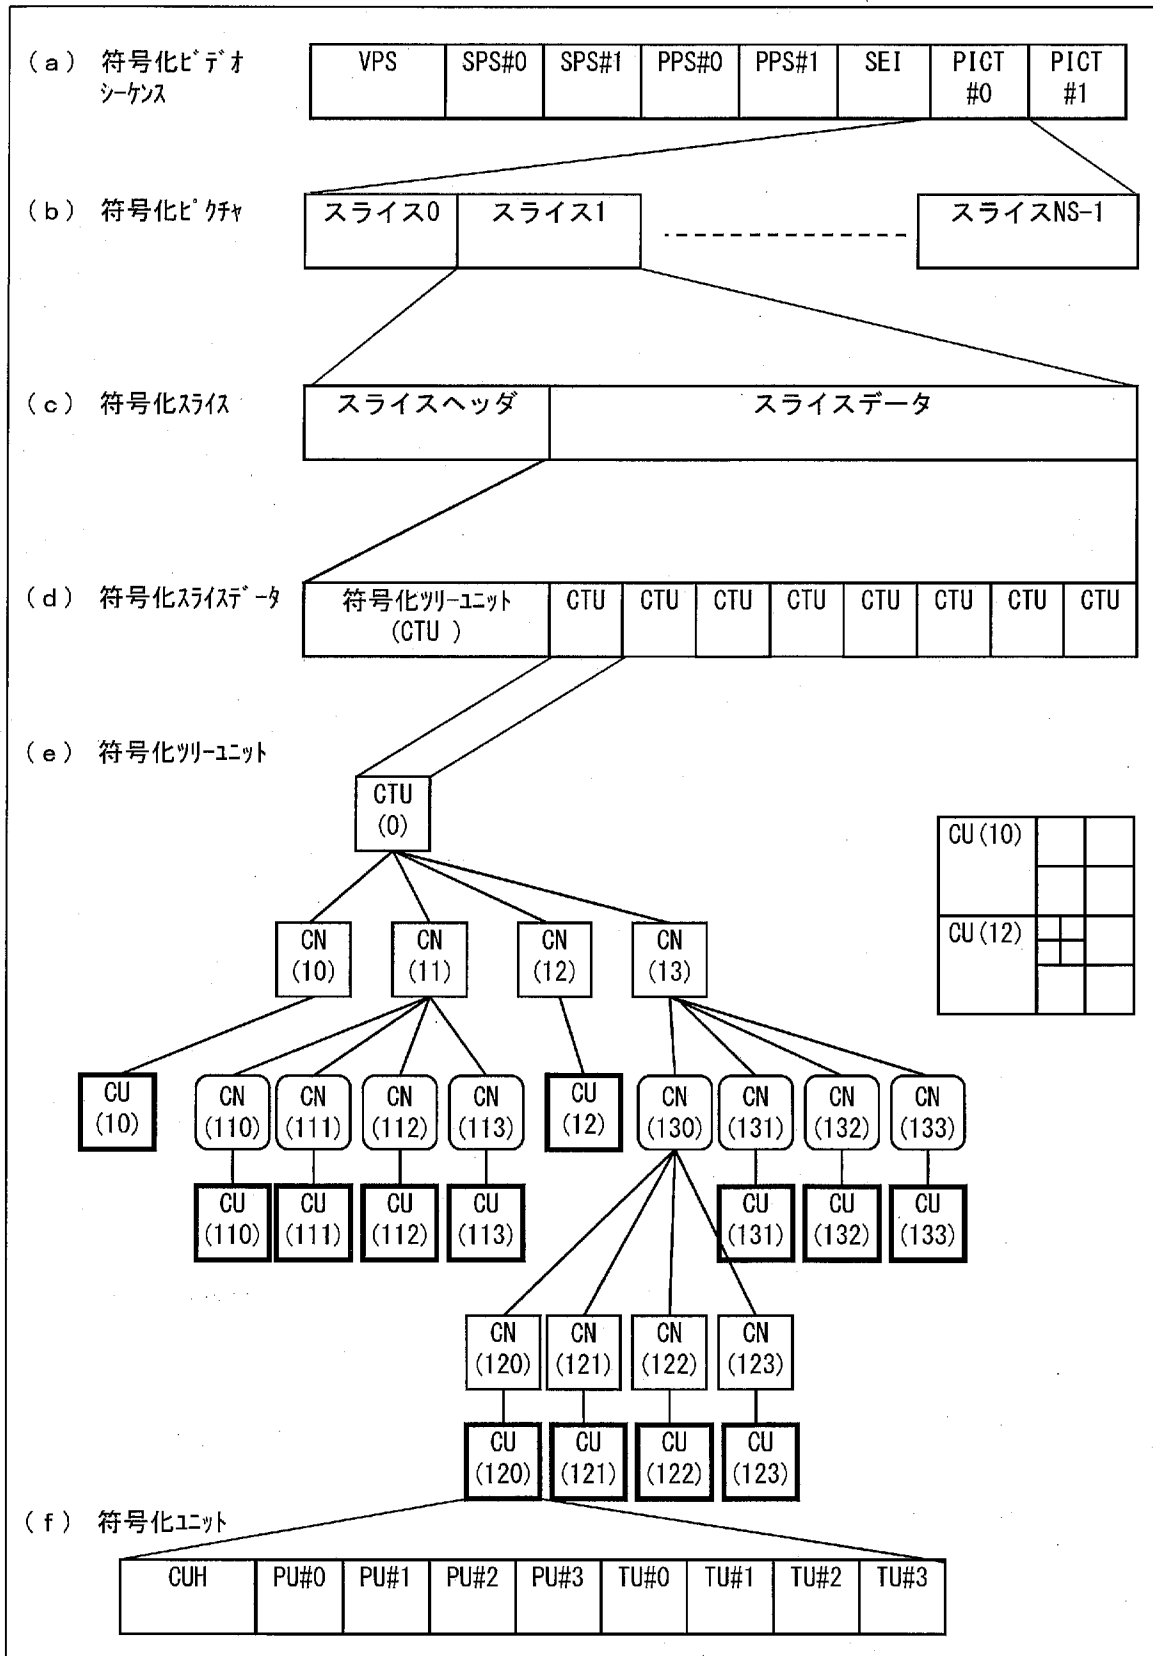 (a) 符号化ビデオ
シーケンス
VPS SPS#0 SPS#1 PPS#0 PPS#1 SEI PICT PICT
#0 #1
(b) 符号化ピクチャ
スライス0 スライス1 スライスNS-1
(c) 符号化スライス
スライスヘッダ スライスデータ
(d) 符号化スライスデータ
符号化ツリーユニット CTU CTU CTU CTU CTU CTU CTU CTU
(CTU )
(e) 符号化ツリーユニット
CTU
(0)
CU(10)
CU(12)
CN CN CN CN
(10) (11) (12) (13)
CU CN CN CN CN CU CN CN CN CN
(10) (110) (111) (112) (113) (12) (130) (131) (132) (133)
CU CU CU CU CU CU CU
(110) (111) (112) (113) (131) (132) (133)
CN CN CN CN
(120) (121) (122) (123)
CU CU CU CU
(120) (121) (122) (123)
(f) 符号化ユニット
CUH PU#0 PU#1 PU#2 PU#3 TU#0 TU#1 TU#2 TU#3